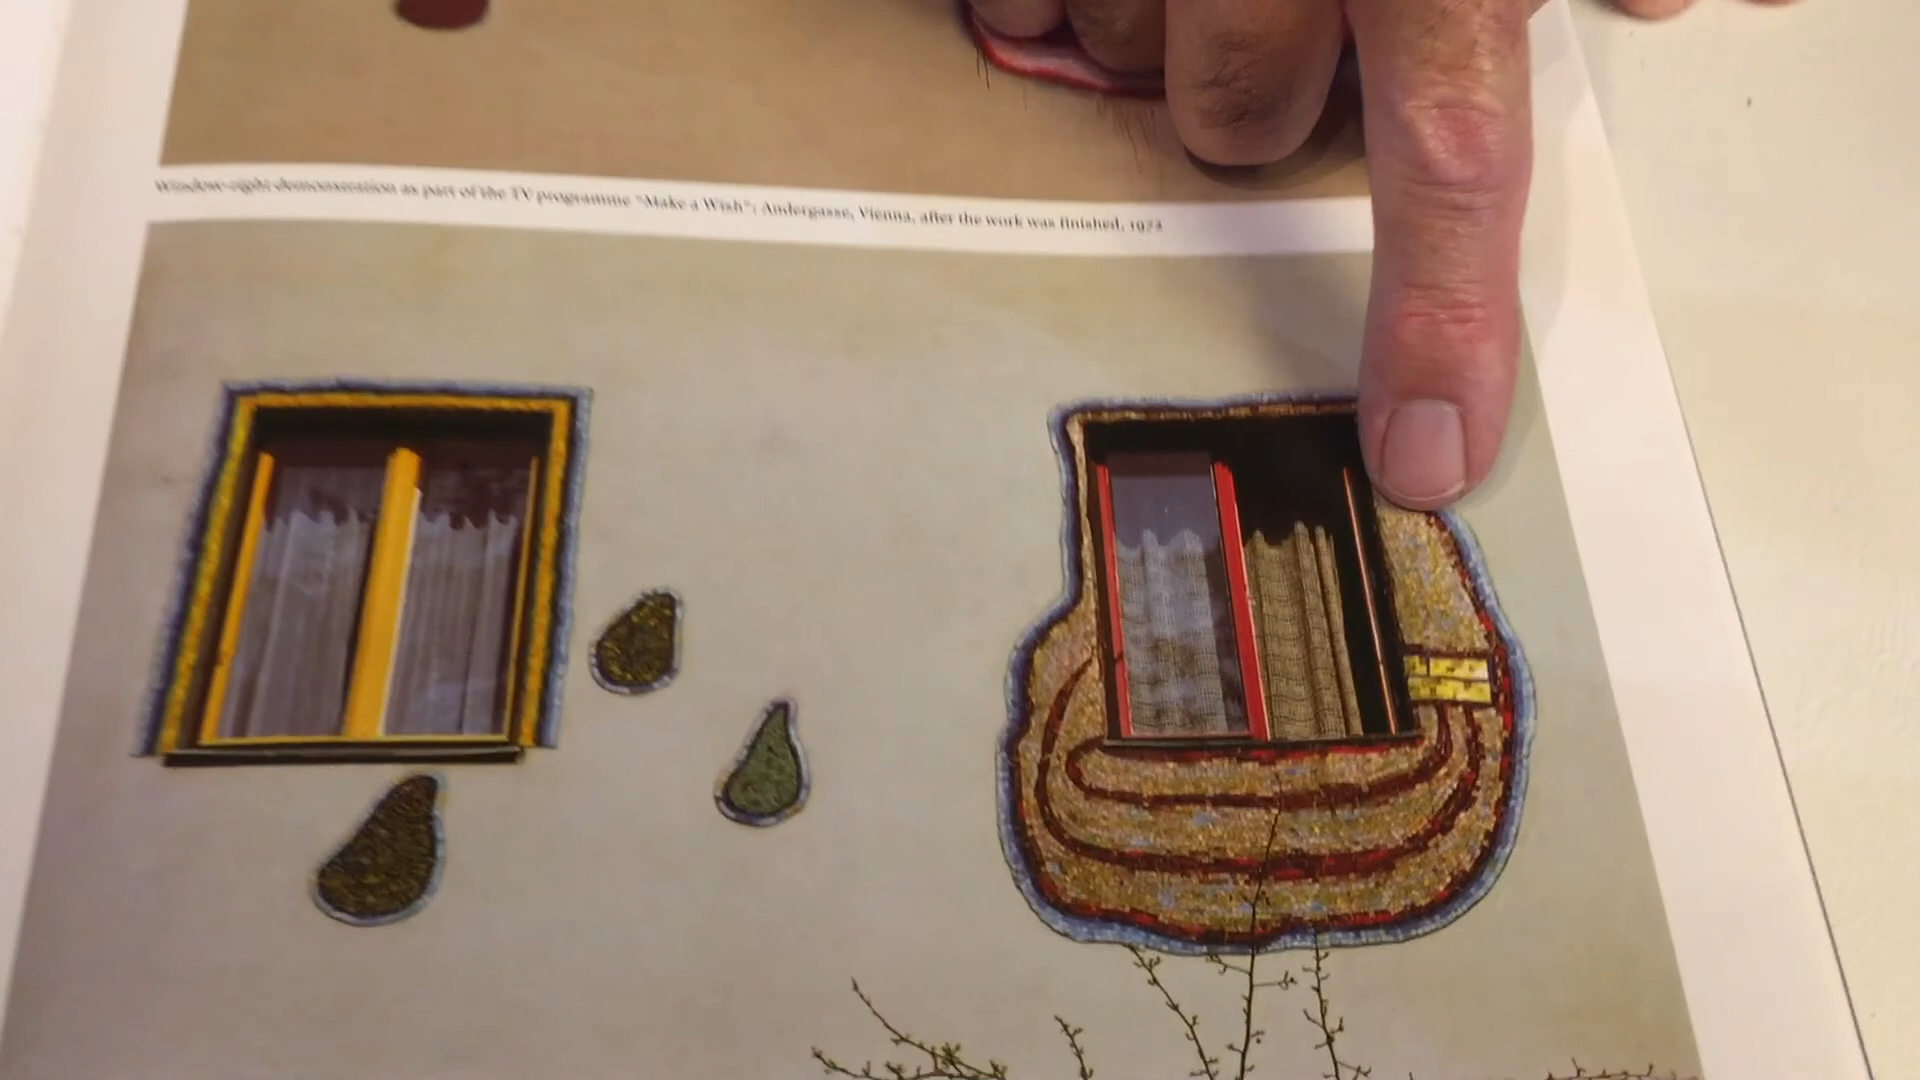 Window-right demonstration as part of the TV programme "Make a Wish"; Andergasse, Vienna, after the work was finished, 1972